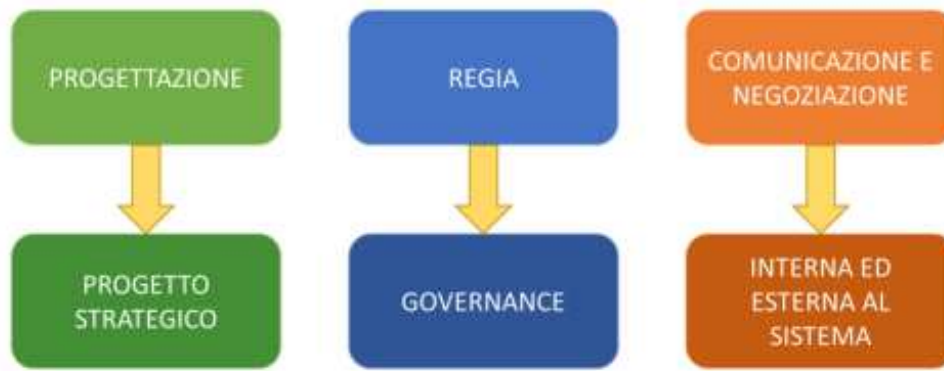 PROGETTAZIONE
REGIA
COMUNICAZIONE E
NEGOZIAZIONE
PROGETTO
STRATEGICO
GOVERNANCE
INTERNA ED
ESTERNA AL
SISTEMA